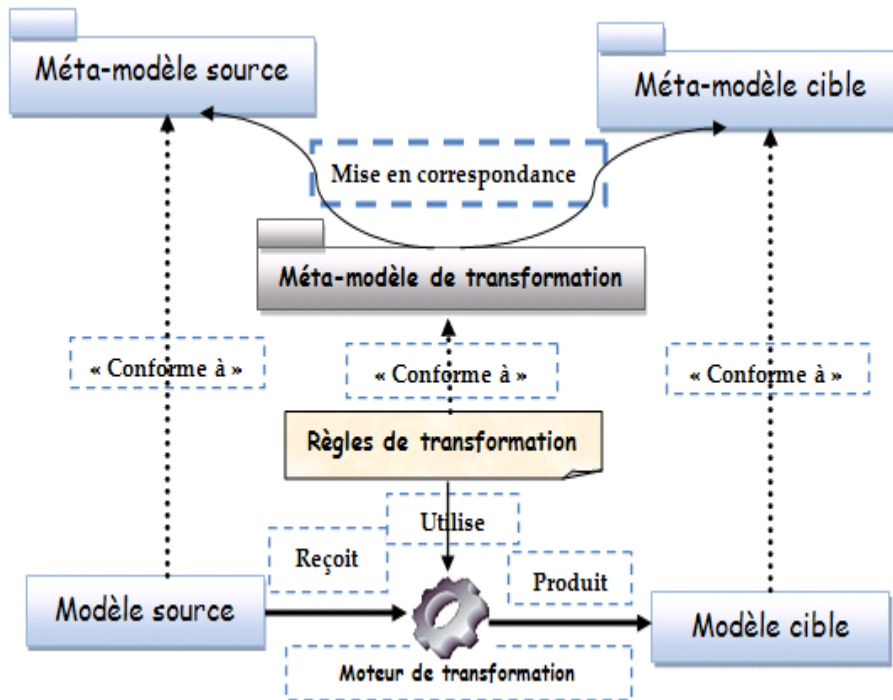 Méta-modèle source
Méta-modèle cible
Mise en correspondance
Méta-modèle de transformation
« Conforme à »
« Conforme à »
« Conforme à »
Règles de transformation
Utilise
Reçoit
Produit
Modèle source
Modèle cible
Moteur de transformation